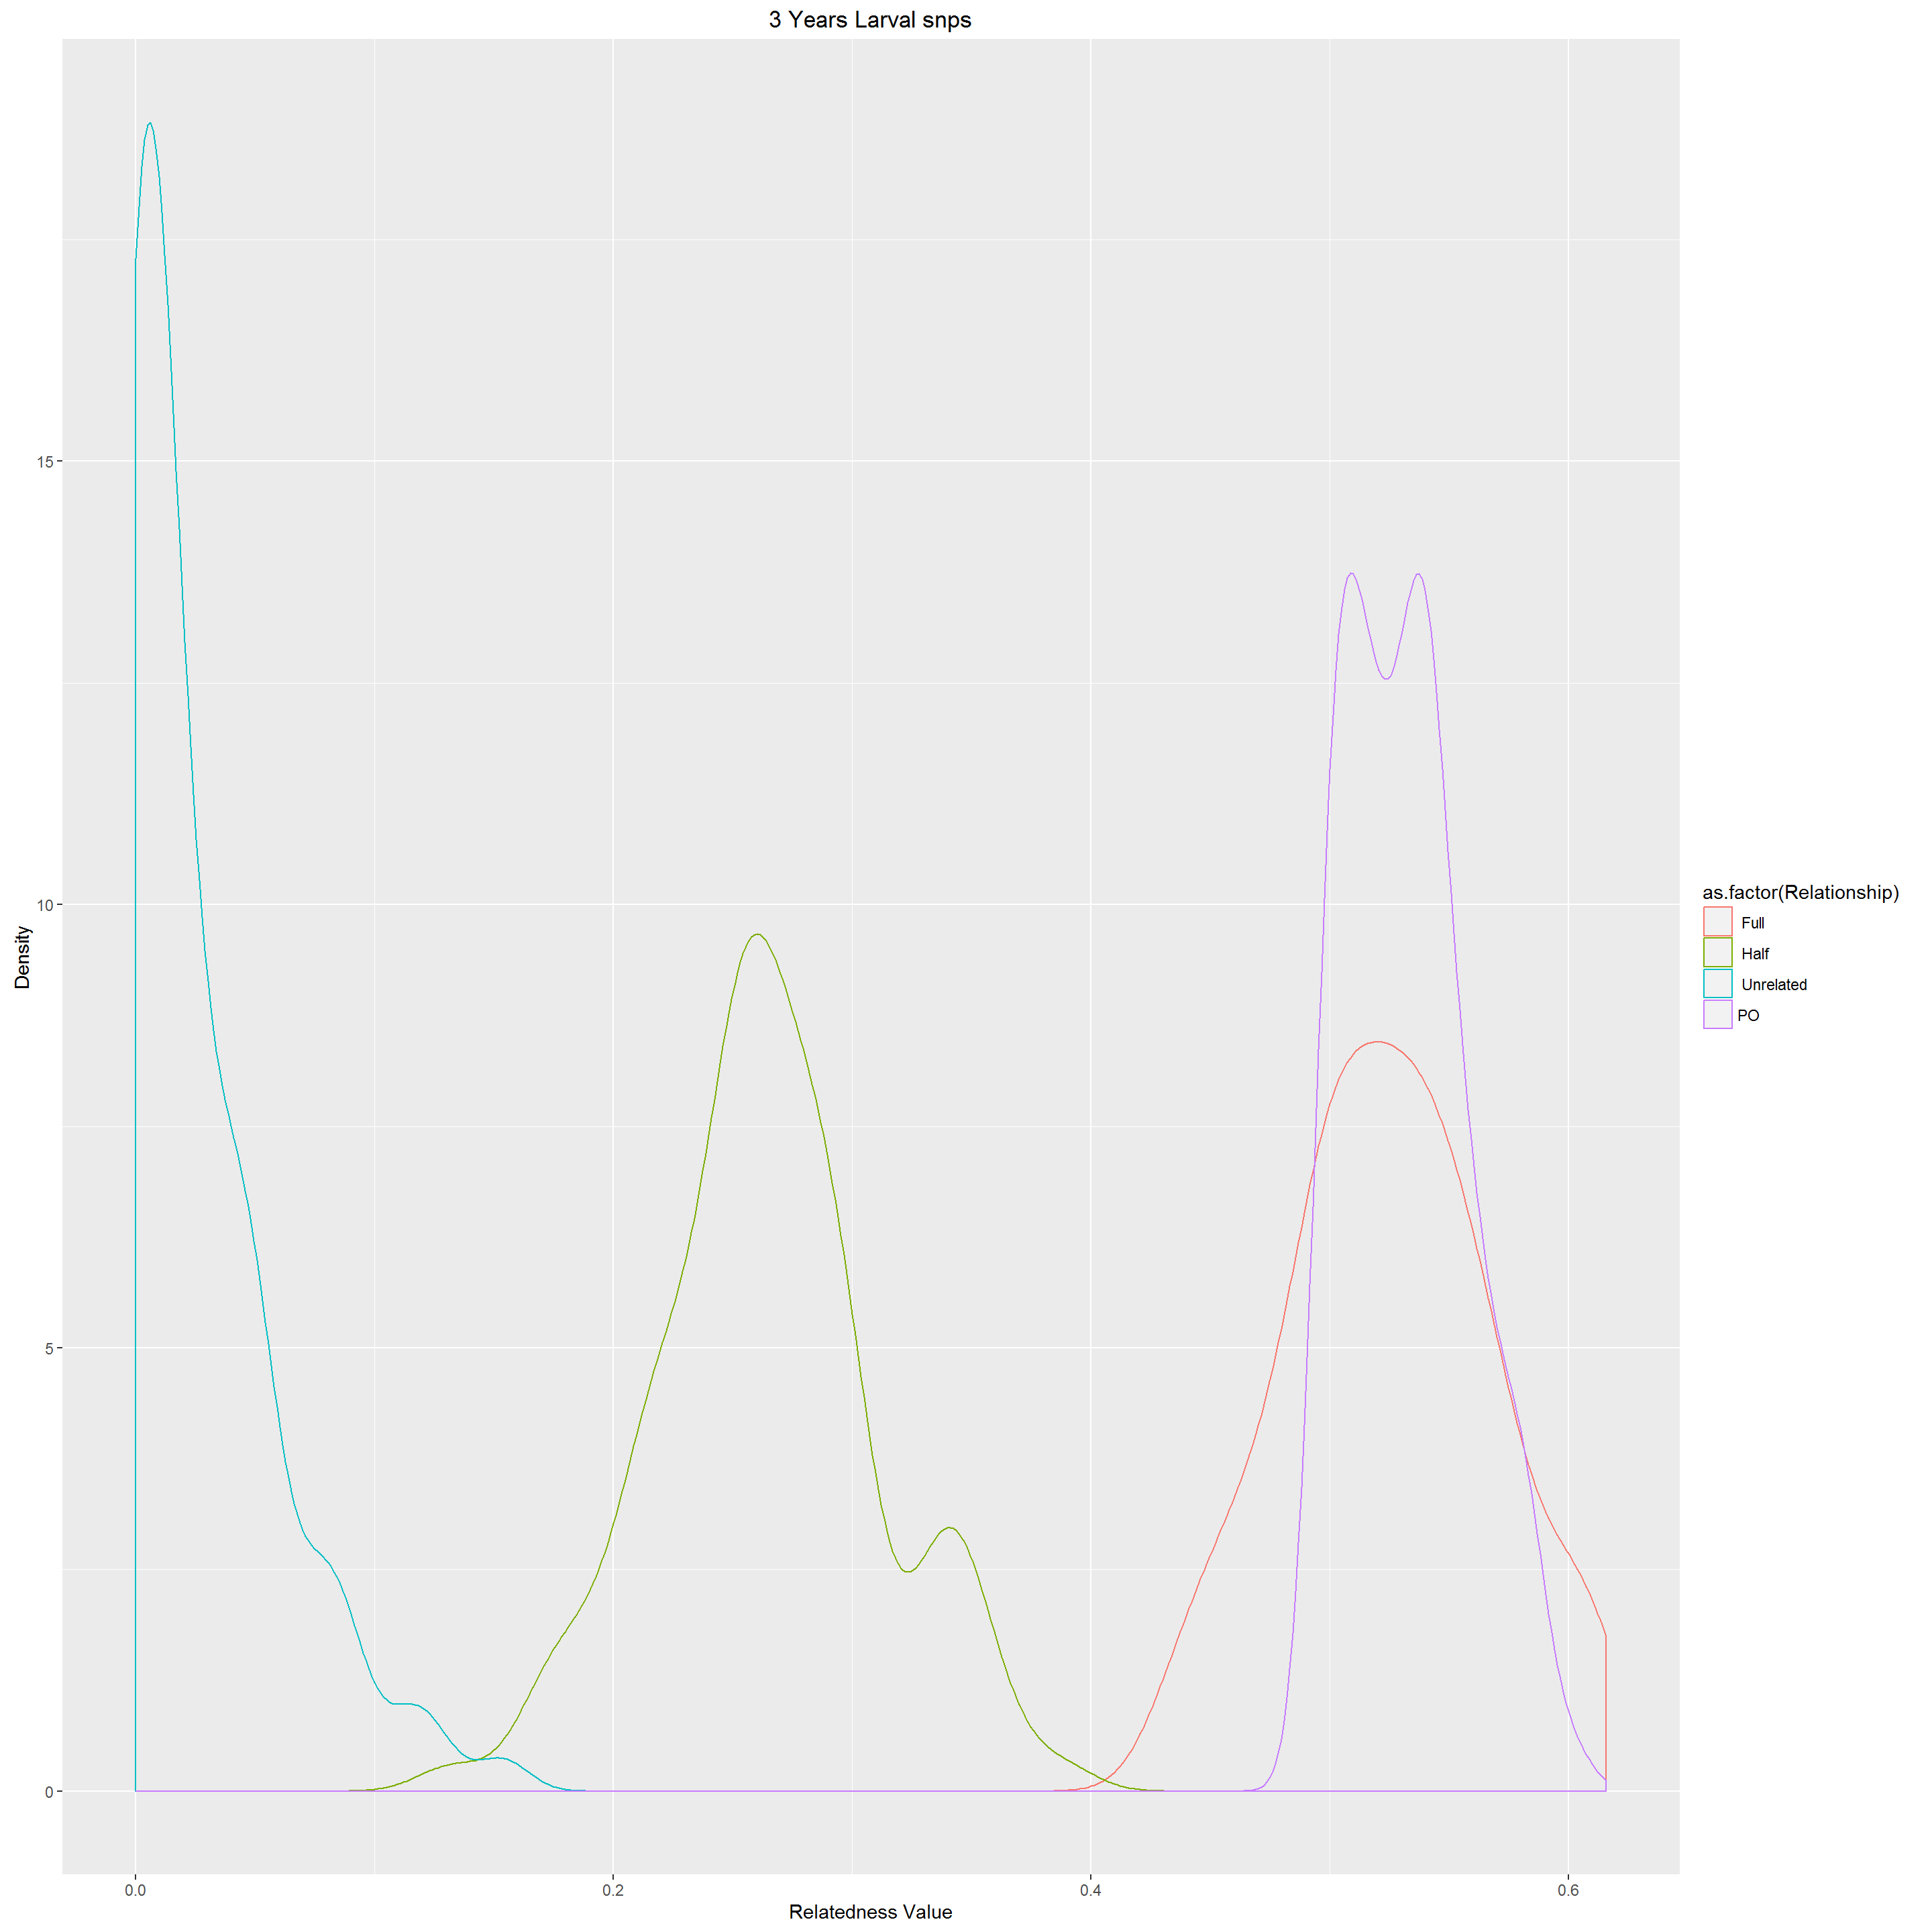 3 Years Larval snps
15
10
5
0
Density
0.0 0.2 0.4 0.6
Relatedness Value
as.factor(Relationship)
Full
Half
Unrelated
PO